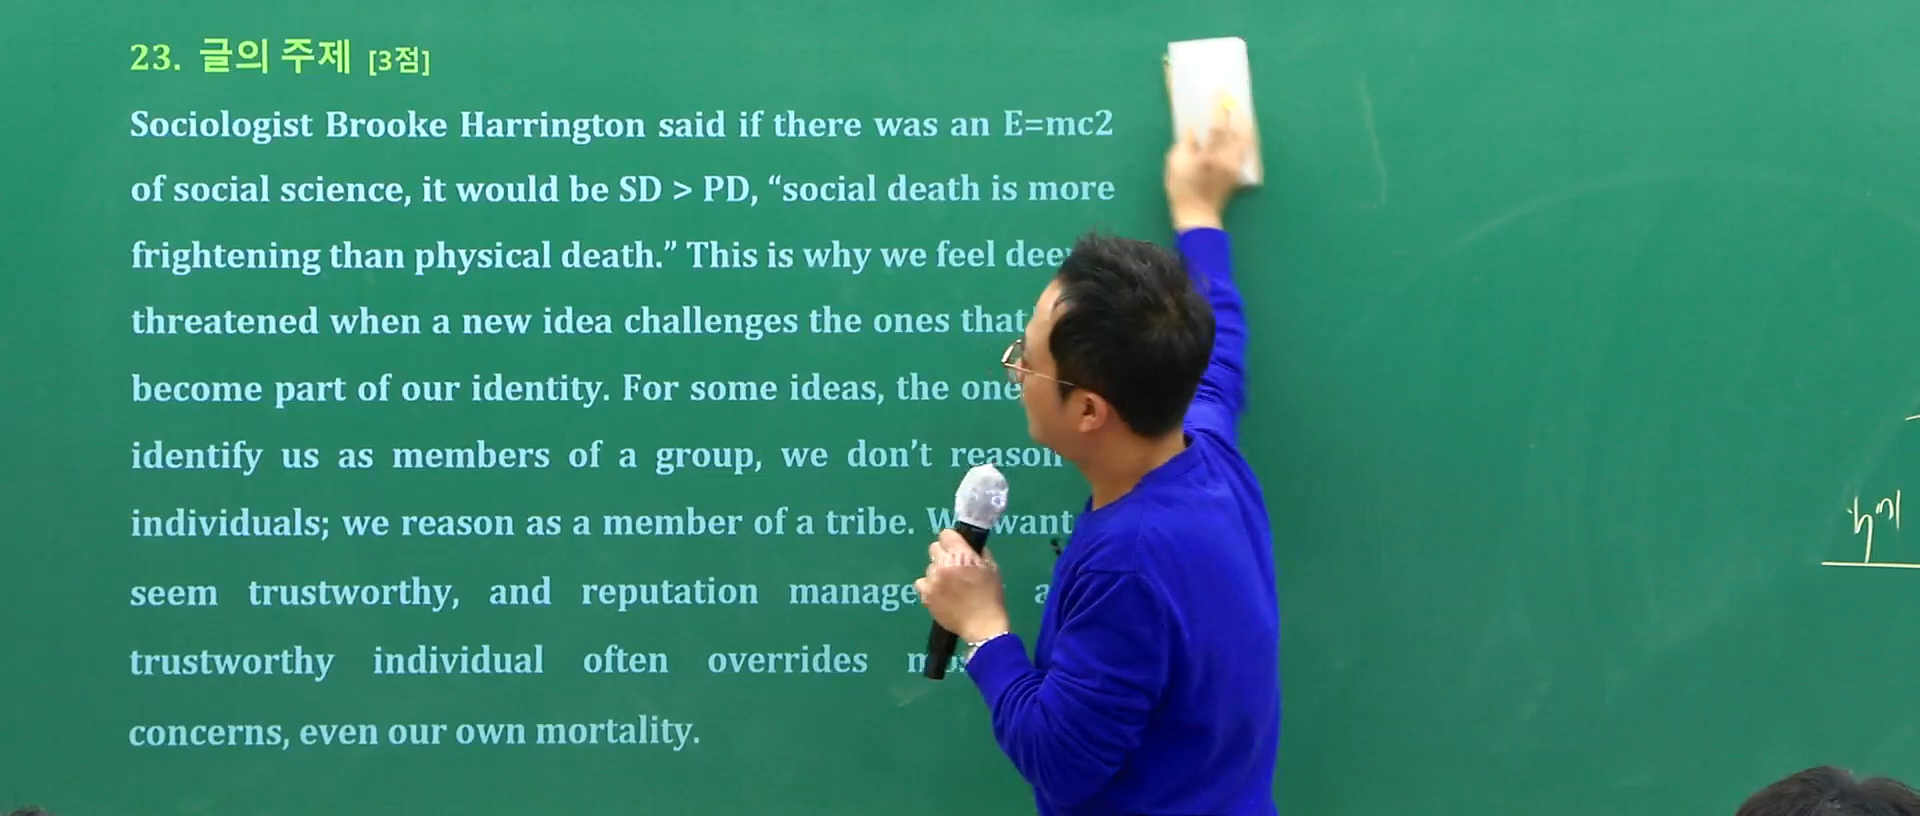 23. 글의 주제 [3점]
Sociologist Brooke Harrington said if there was an E=mc2
of social science, it would be SD > PD, “social death is more
frightening than physical death.” This is why we feel
threatened when a new idea challenges the ones that
become part of our identity. For some ideas, the
identify us as members of a group, we don’t reason
individuals; we reason as a member of a tribe. want
seem trustworthy, and reputation
trustworthy individual often overrides
concerns, even our own mortality.